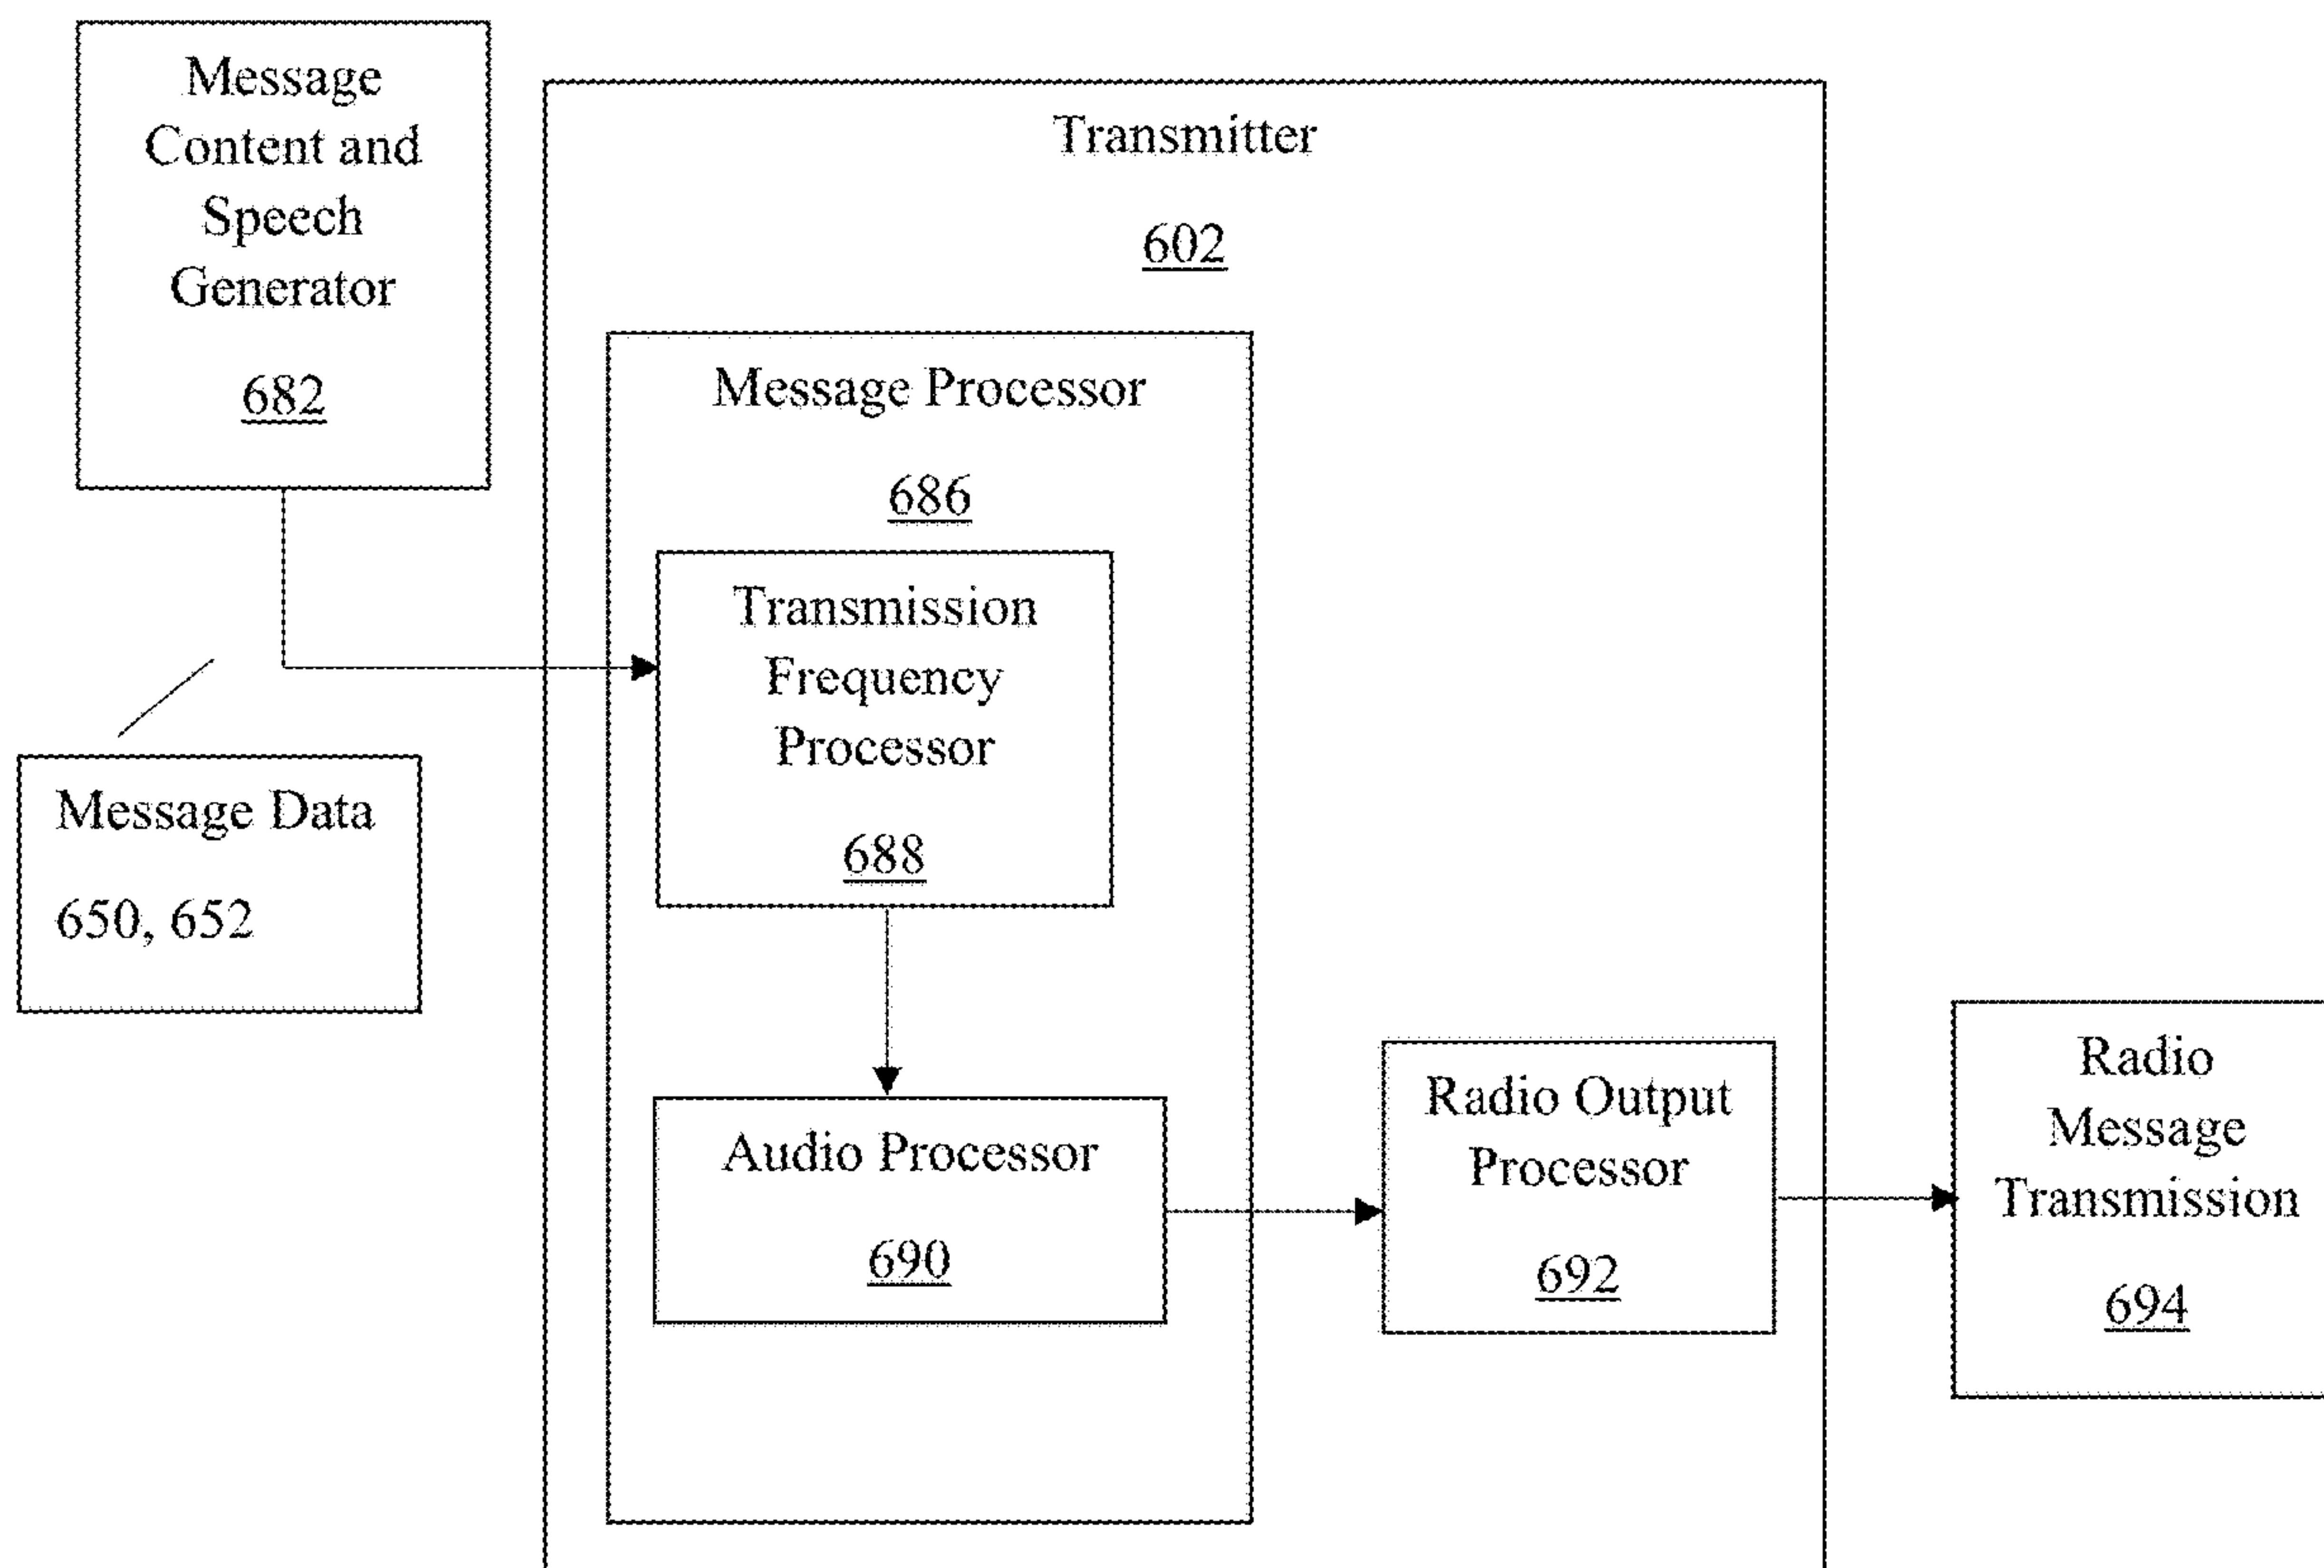 Message
Content and
Speech
Generator
682
Transmitter
602
Message Processor
686
Transmission
Frequency
Processor
688
Message Data
650, 652
Audio Processor
690
Radio Output
Processor
692
Radio
Message
Transmission
694